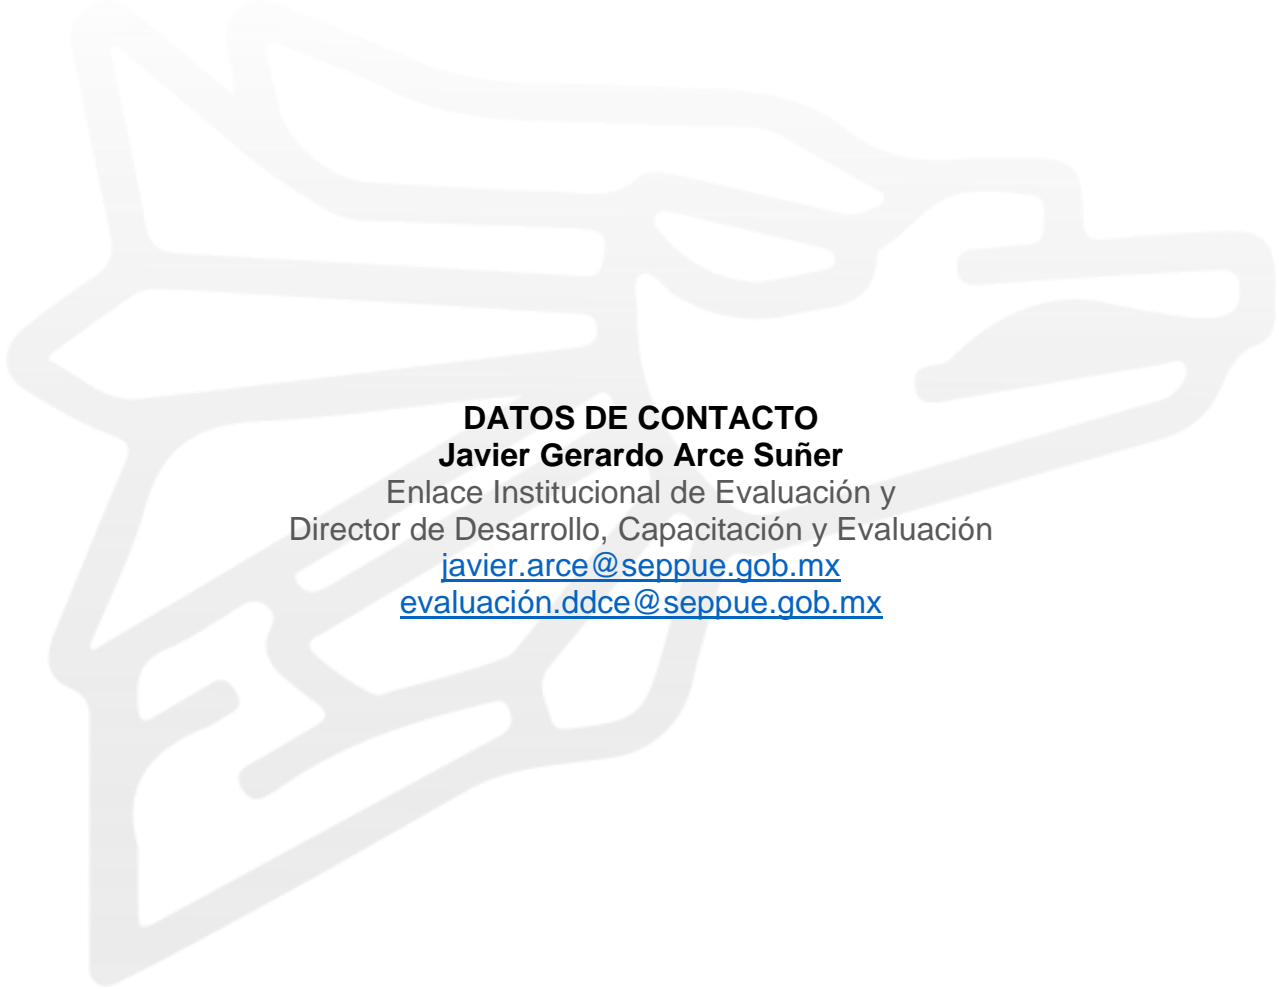 DATOS DE CONTACTO
Javier Gerardo Arce Suñer
Enlace Institucional de Evaluación y
Director de Desarrollo, Capacitación y Evaluación
javier.arce@seppue.gob.mx
evaluación.ddce@seppue.gob.mx